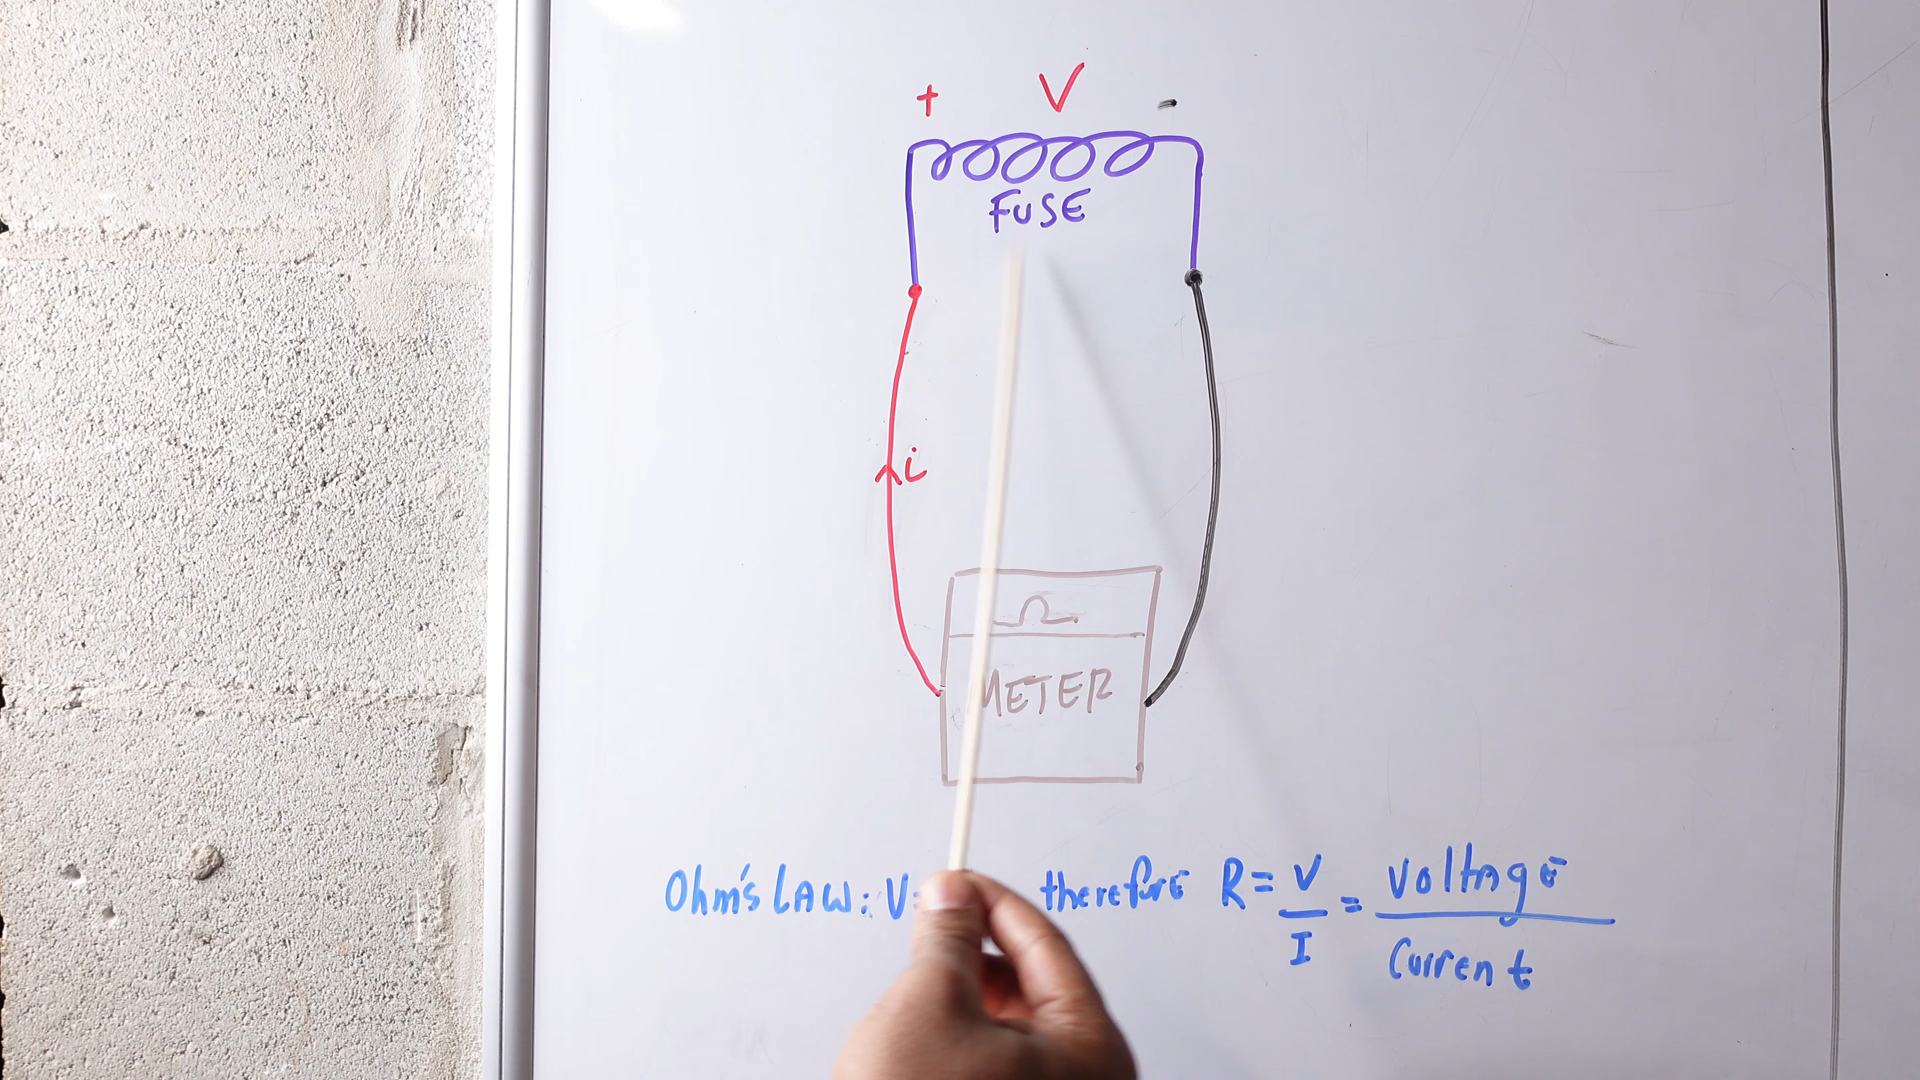 + V -
FUSE
i
Ω
METER
Ohm's LAW: V= therefore R= V/I = Voltage/Current